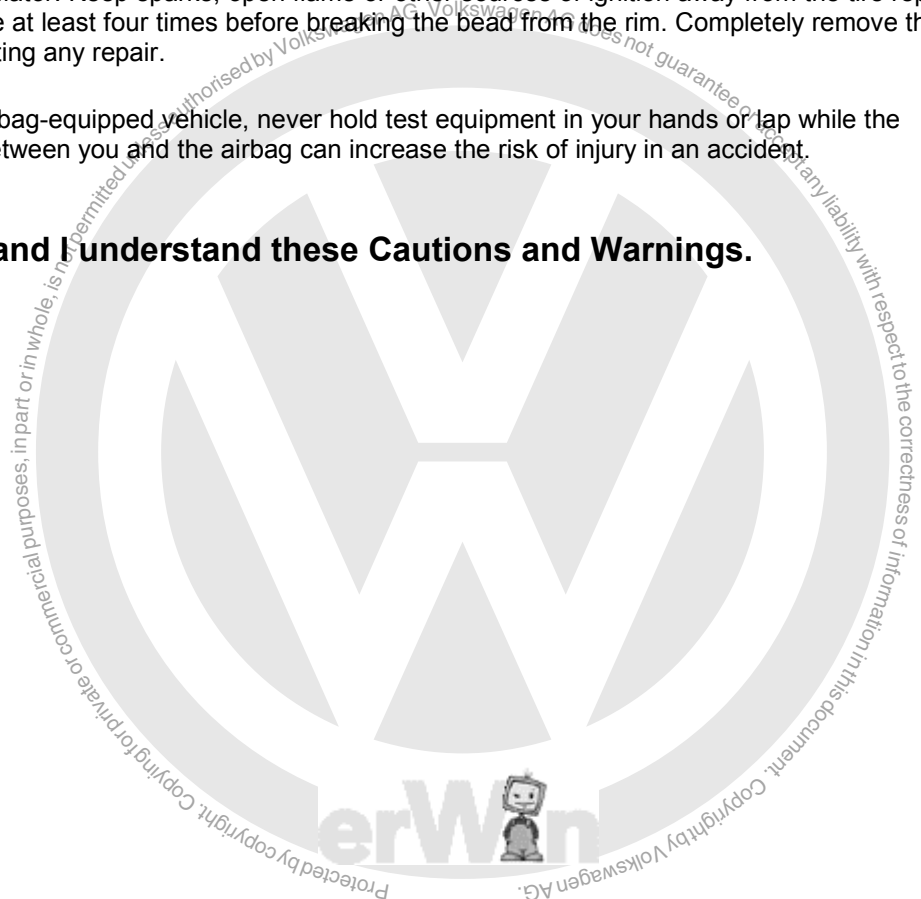 Keep sparks, open flame or other sources of ignition away from the tire
e at least four times before breaking the bead from the rim. Completely remove
ting any repair.
bag-equipped vehicle, never hold test equipment in your hands or lap while the
etween you and the airbag can increase the risk of injury in an accident.
and I understand these Cautions and Warnings.
Protected by copyright. Copying for private or commercial purposes, in part or in whole, is not permitted unless authorised by Volkswagen AG. Volkswagen AG does not guarantee or accept any liability with respect to the correctness of information in this document. Copyright by Volkswagen AG.
erWin